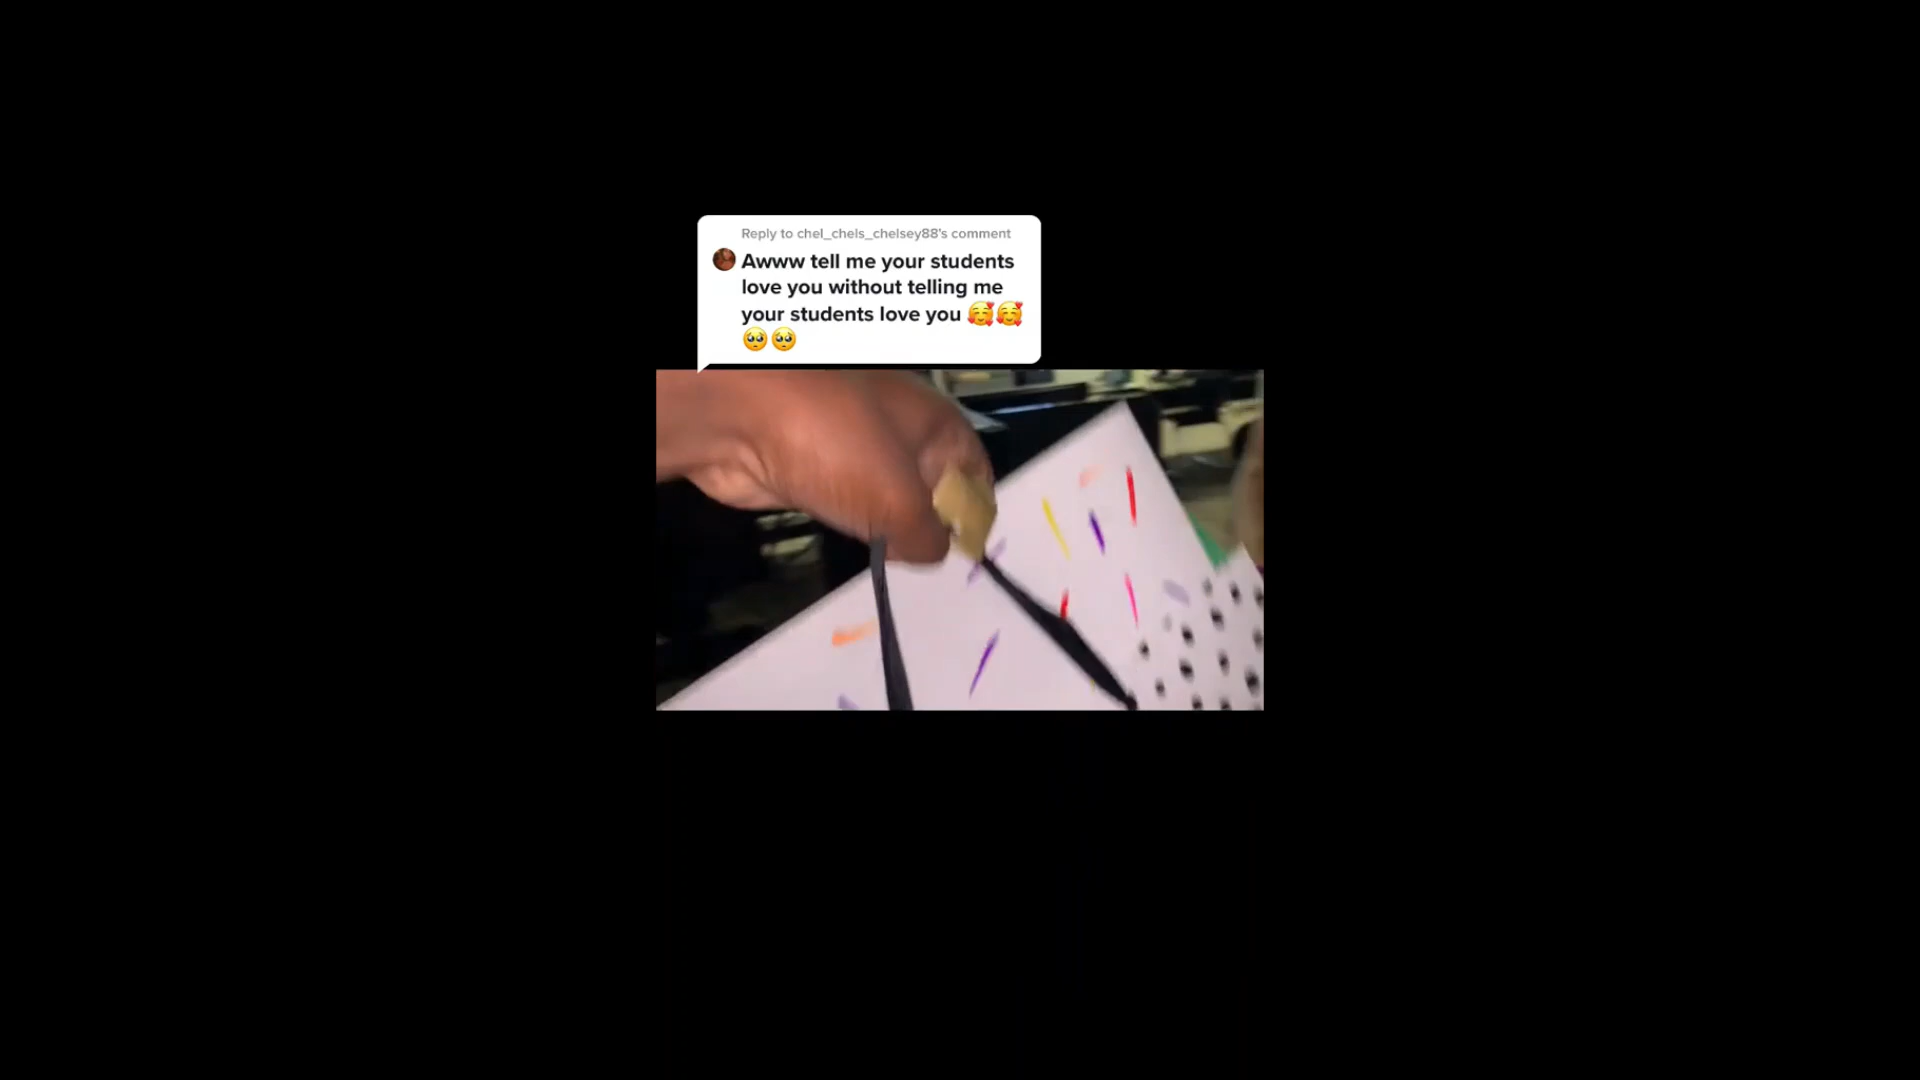 Reply to chel_chels_chelsey88's comment
Awww tell me your students
love you without telling me
your students love you 🥰🥰
🥺🥺